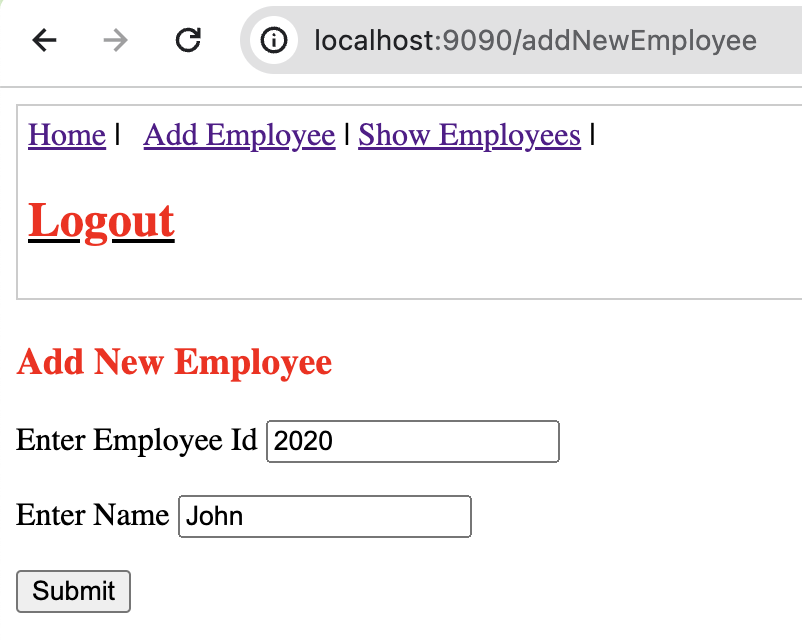 localhost:9090/addNewEmployee
Home | Add Employee | Show Employees |
Logout
Add New Employee
Enter Employee Id 2020
Enter Name John
Submit